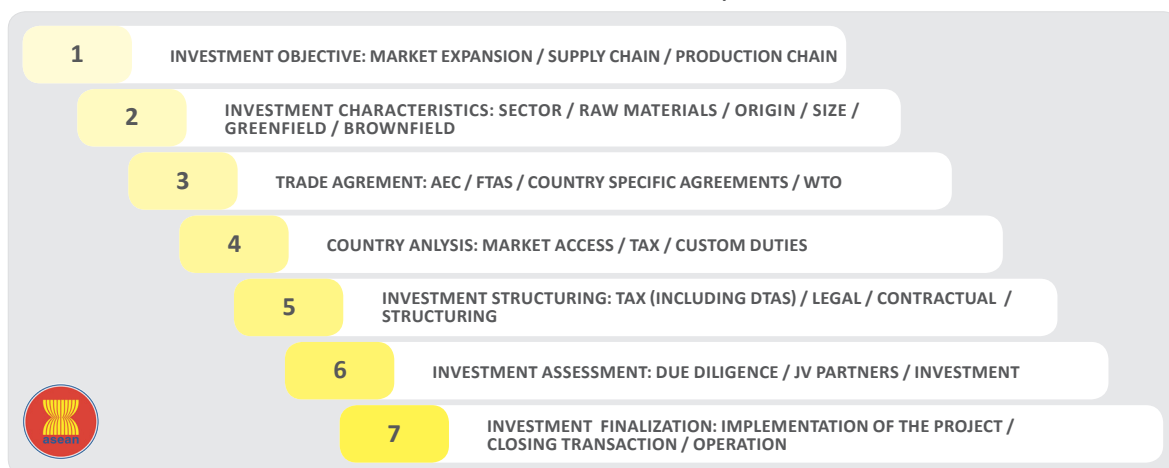 1
INVESTMENT OBJECTIVE: MARKET EXPANSION / SUPPLY CHAIN / PRODUCTION CHAIN
2
INVESTMENT CHARACTERISTICS: SECTOR / RAW MATERIALS / ORIGIN / SIZE /
GREENFIELD / BROWNFIELD
3
TRADE AGREMENT: AEC / FTAS / COUNTRY SPECIFIC AGREEMENTS / WTO
4
COUNTRY ANLYSIS: MARKET ACCESS / TAX / CUSTOM DUTIES
5
INVESTMENT STRUCTURING: TAX (INCLUDING DTAS) / LEGAL / CONTRACTUAL /
STRUCTURING
6
INVESTMENT ASSESSMENT: DUE DILIGENCE / JV PARTNERS / INVESTMENT
7
INVESTMENT FINALIZATION: IMPLEMENTATION OF THE PROJECT /
CLOSING TRANSACTION / OPERATION
asean